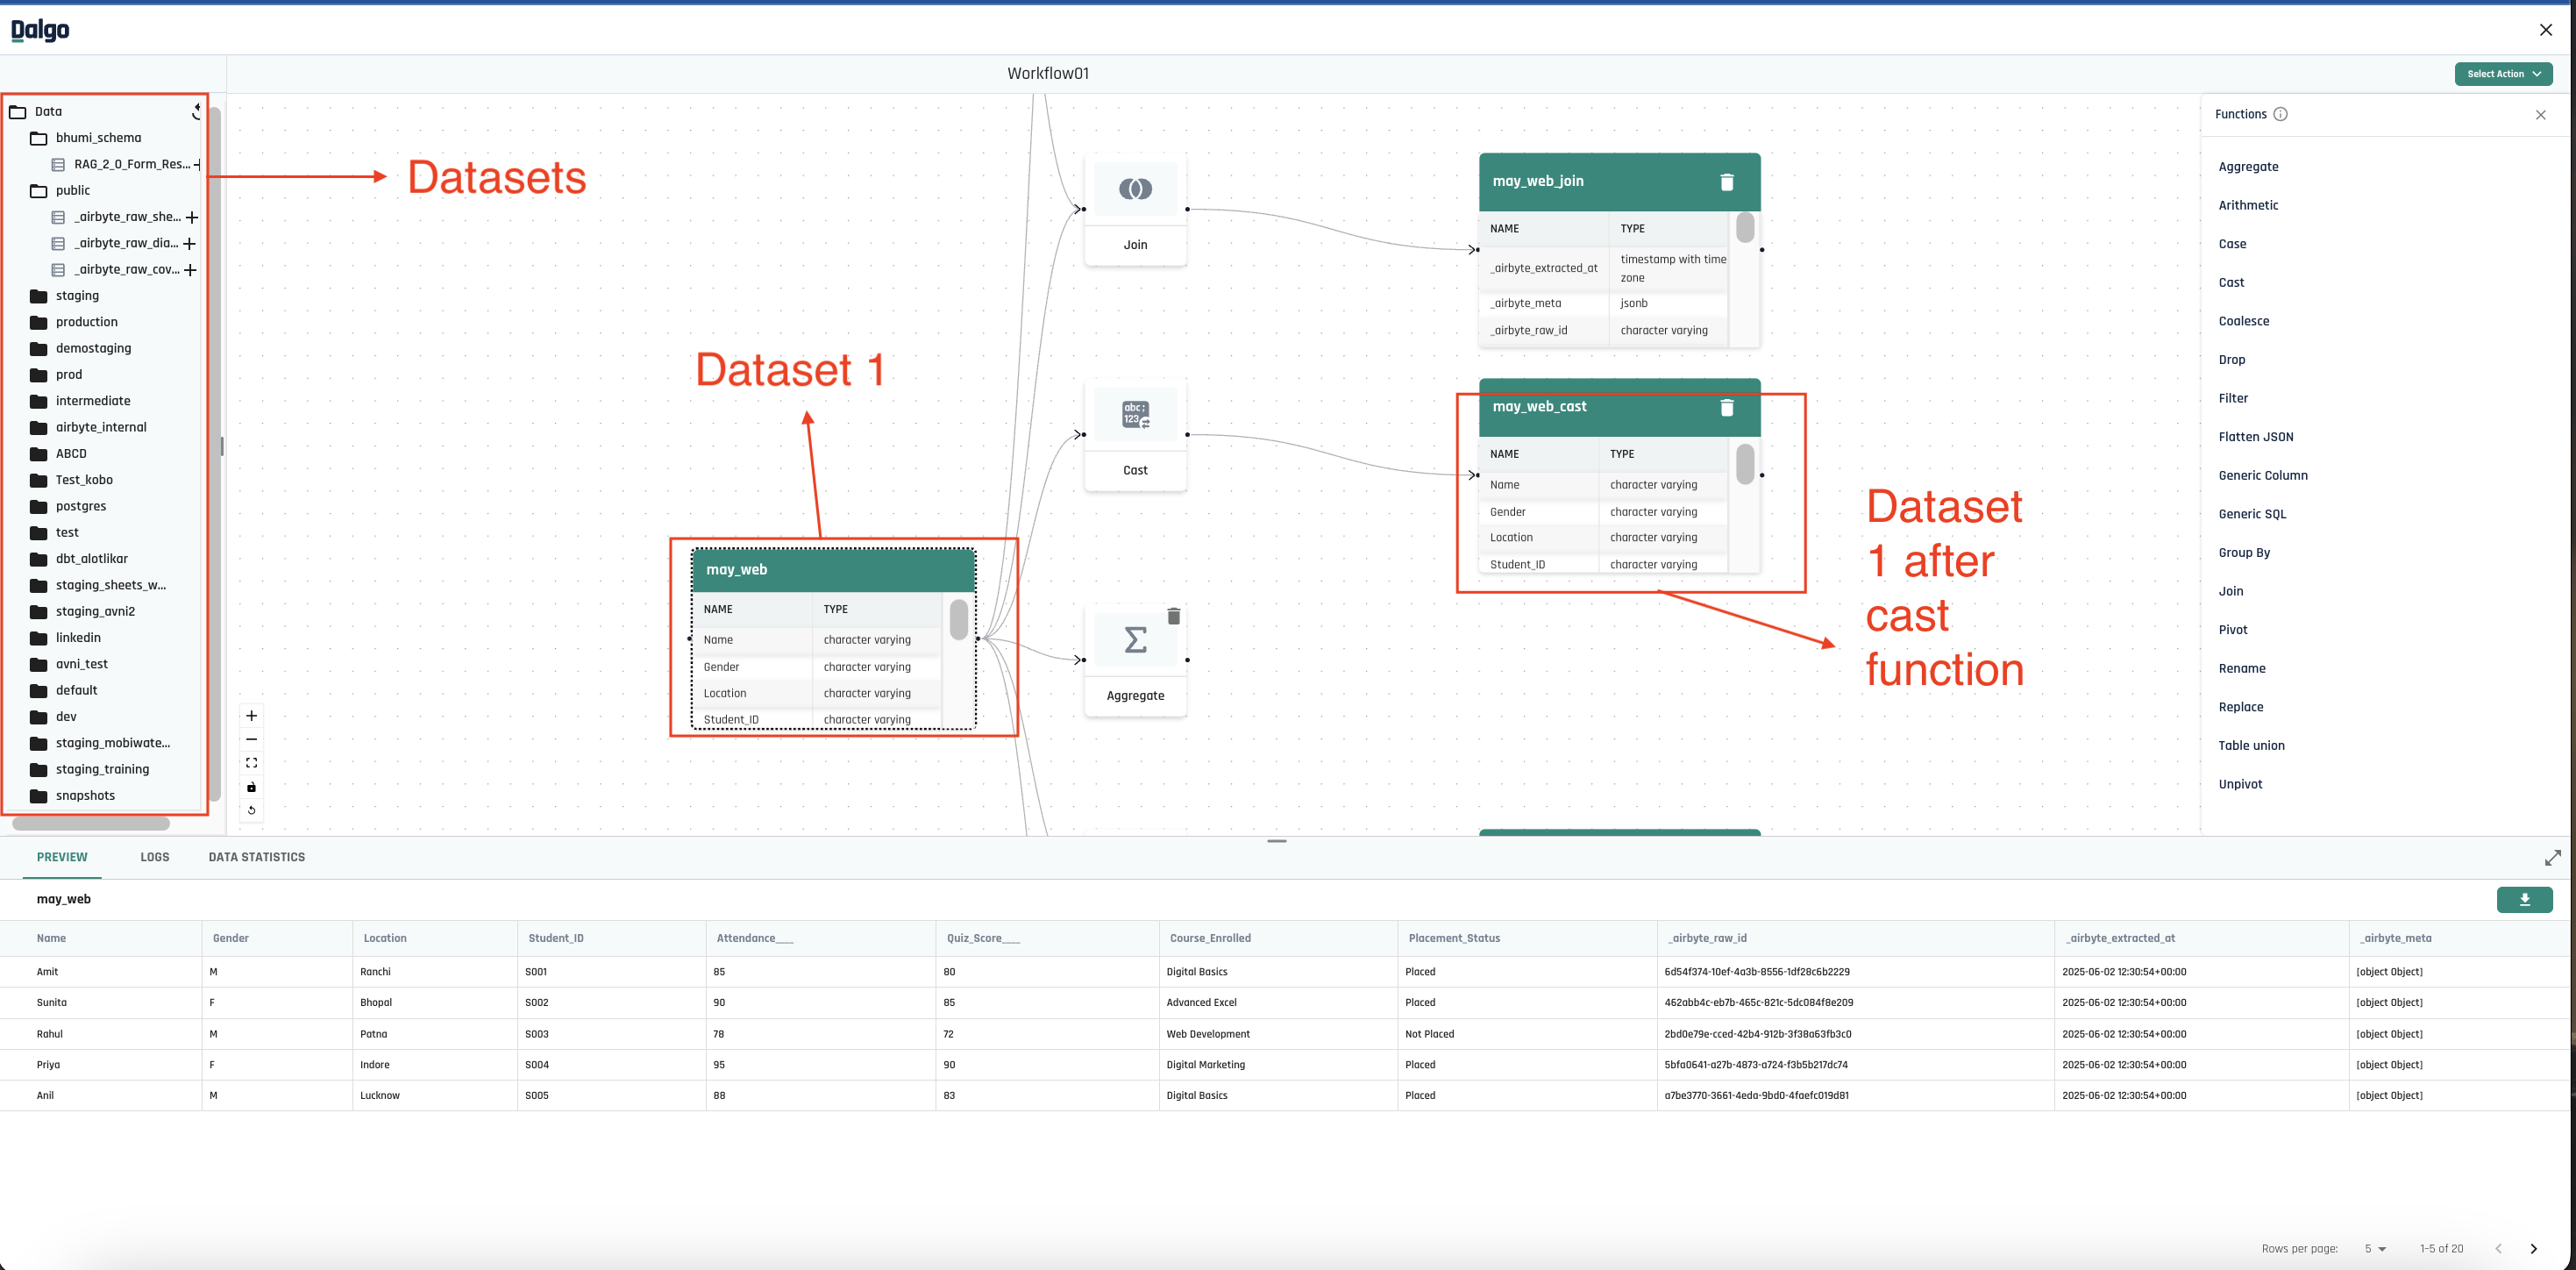 Dalgo
Workflow01
Select Action
Data
bhumi_schema
RAG_2_0_Form_Res...
public
_airbyte_raw_she...
_airbyte_raw_dia...
_airbyte_raw_cov...
staging
production
demostaging
prod
intermediate
airbyte_internal
ABCD
Test_kobo
postgres
test
dbt_alotlikar
staging_sheets_w...
staging_avni2
linkedin
avni_test
default
dev
staging_mobiwate...
staging_training
snapshots
Datasets
Dataset 1
may_web
NAME TYPE
Name character varying
Gender character varying
Location character varying
Student_ID character varying
Join
Cast
abc;
123
Aggregate
may_web_join
NAME TYPE
_airbyte_extracted_at timestamp with time
zone
_airbyte_meta jsonb
_airbyte_raw_id character varying
may_web_cast
NAME TYPE
Name character varying
Gender character varying
Location character varying
Student_ID character varying
Dataset
1 after
cast
function
Functions
Aggregate
Arithmetic
Case
Cast
Coalesce
Drop
Filter
Flatten JSON
Generic Column
Generic SQL
Group By
Join
Pivot
Rename
Replace
Table union
Unpivot
PREVIEW LOGS DATA STATISTICS
may_web
Name Gender Location Student_ID Attendance____ Quiz_Score____ Course_Enrolled Placement_Status _airbyte_raw_id _airbyte_extracted_at _airbyte_meta
Amit M Ranchi S001 85 80 Digital Basics Placed 6d54f374-10ef-4a3b-8556-1df28c6b2229 2025-06-02 12:30:54+00:00 [object Object]
Sunita F Bhopal S002 90 85 Advanced Excel Placed 462abb4c-eb7b-465c-821c-5dc084f8e209 2025-06-02 12:30:54+00:00 [object Object]
Rahul M Patna S003 78 72 Web Development Not Placed 2bd0e79e-cced-42b4-912b-3f38a63fb3c0 2025-06-02 12:30:54+00:00 [object Object]
Priya F Indore S004 95 90 Digital Marketing Placed 5bfa0641-a27b-4873-a724-f3b5b217dc74 2025-06-02 12:30:54+00:00 [object Object]
Anil M Lucknow S005 88 83 Digital Basics Placed a7be3770-3661-4eda-9bd0-4faefc019d81 2025-06-02 12:30:54+00:00 [object Object]
Rows per page: 5 1-5 of 20